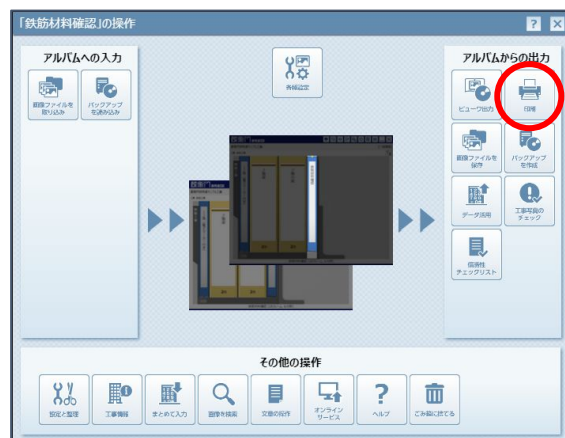 「鉄筋材料確認」の操作
アルバムへの入力
画像ファイルを
取り込み
バックアップ
を読み込み
各種設定
アルバムからの出力
ビューワ出力
印刷
画像ファイルを
保存
バックアップ
を作成
データ活用
工事写真の
チェック
信憑性
チェックリスト
その他の操作
設定と整理
工事情報
まとめて入力
画像を検索
文章の操作
オンライン
サービス
ヘルプ
ごみ箱に捨てる